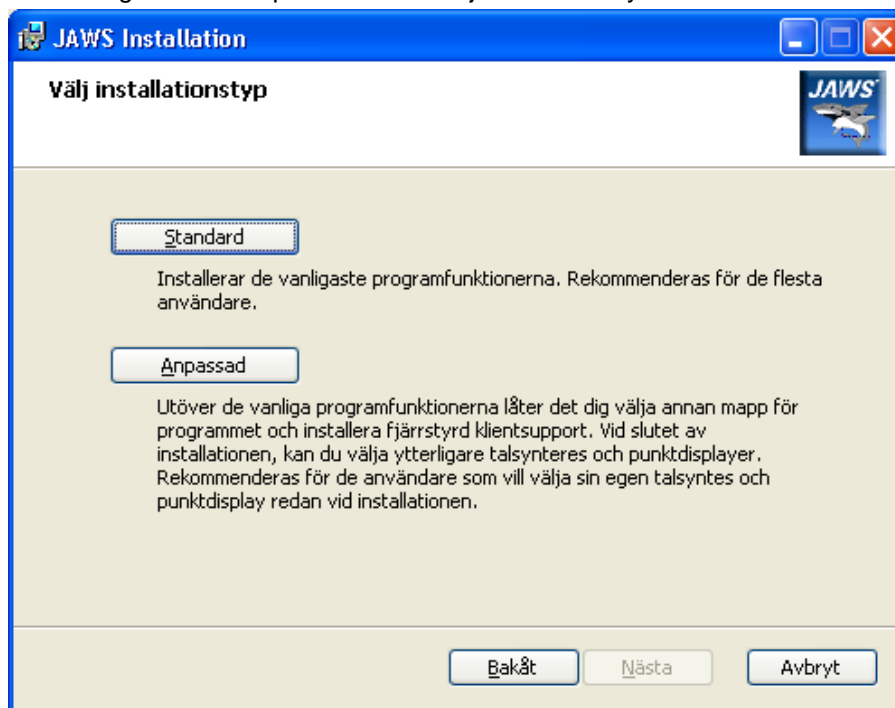 JAWS Installation
Välj installationstyp
JAWS
Standard
Installerar de vanligaste programfunktionerna. Rekommenderas för de flesta
användare.
Anpassad
Utöver de vanliga programfunktionerna låter det dig välja annan mapp för
programmet och installera fjärrstyrd klientsupport. Vid slutet av
installationen, kan du välja ytterligare talsynteres och punktdisplayer.
Rekommenderas för de användare som vill välja sin egen talsyntes och
punktdisplay redan vid installationen.
Bakåt
Nästa
Avbryt